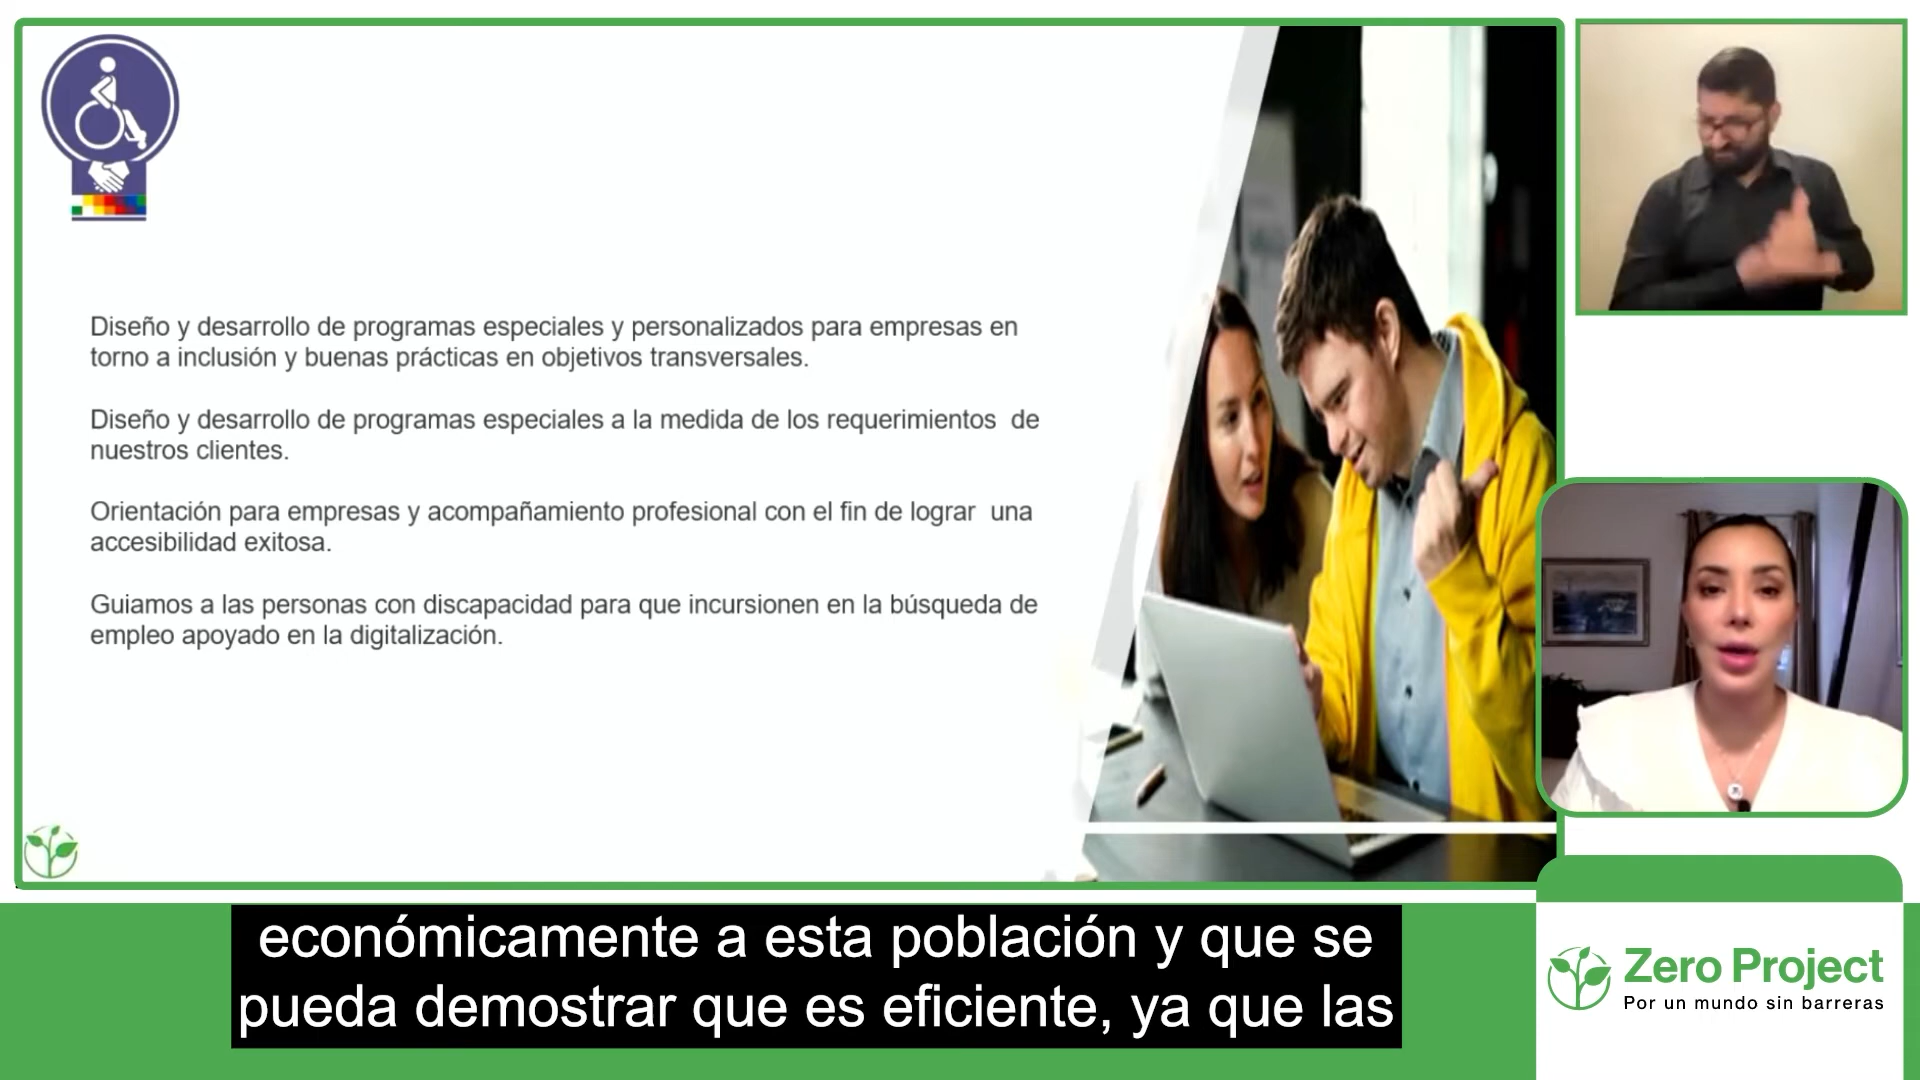 Diseño y desarrollo de programas especiales y personalizados para empresas en
torno a inclusión y buenas prácticas en objetivos transversales.
Diseño y desarrollo de programas especiales a la medida de los requerimientos de
nuestros clientes.
Orientación para empresas y acompañamiento profesional con el fin de lograr una
accesibilidad exitosa.
Guiamos a las personas con discapacidad para que incursionen en la búsqueda de
empleo apoyado en la digitalización.
económicamente a esta población y que se
pueda demostrar que es eficiente, ya que las
Zero Project
Por un mundo sin barreras